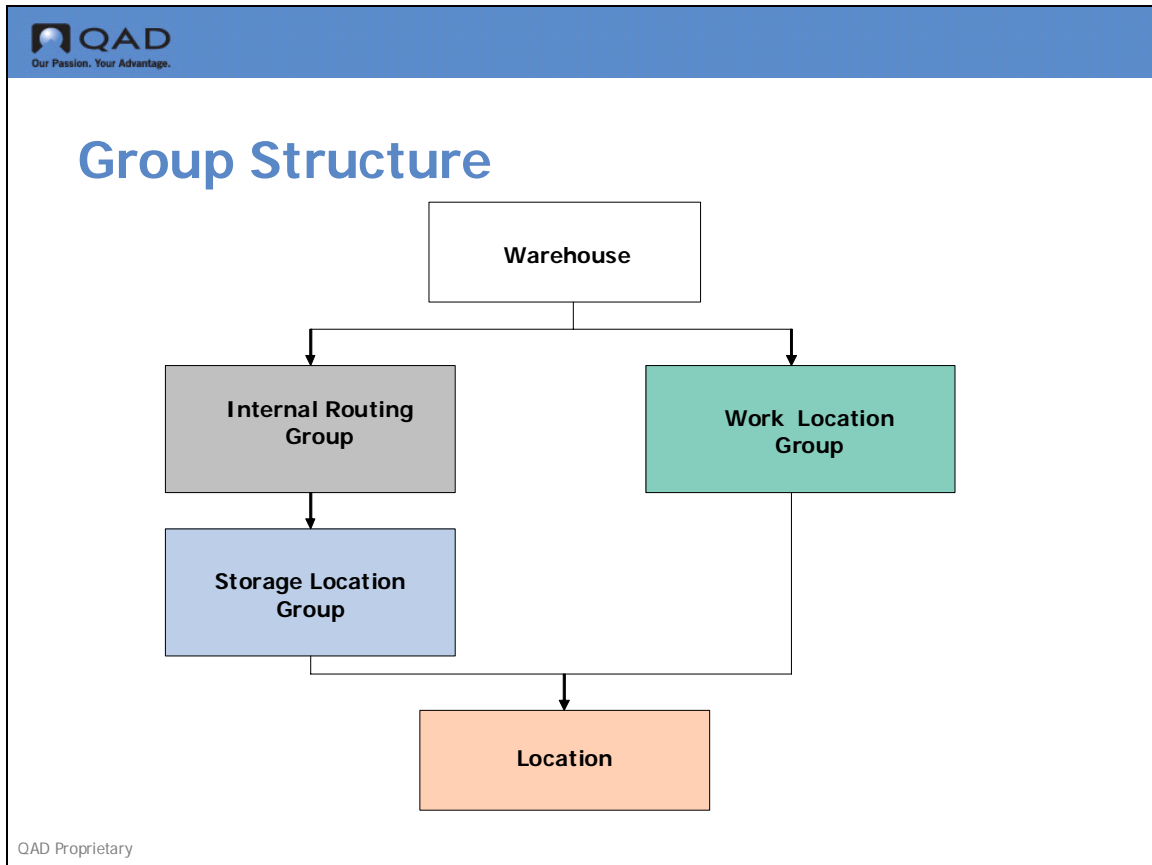 QAD
Our Passion. Your Advantage.
Group Structure
Warehouse
Internal Routing
Group
Work Location
Group
Storage Location
Group
Location
QAD Proprietary